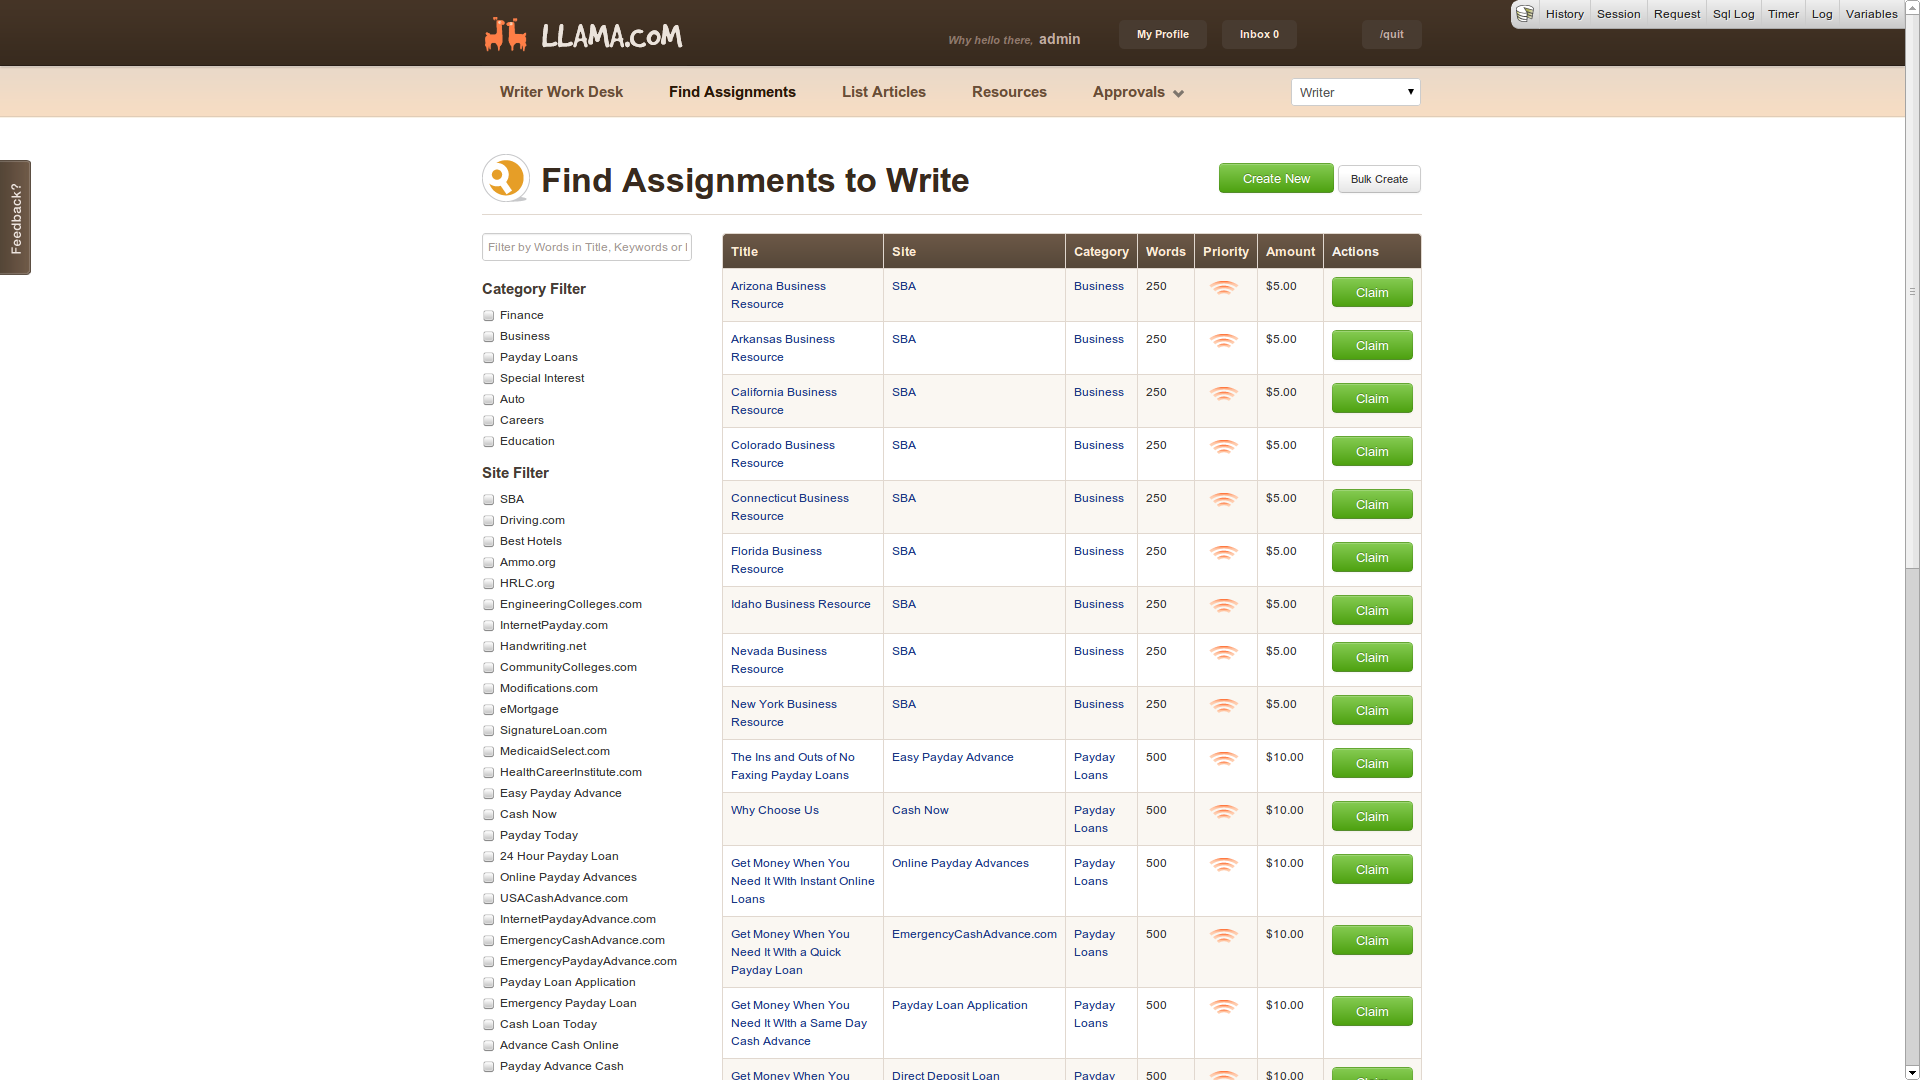 LLAMA.COM
Why hello there, admin
My Profile
Inbox 0
/quit
History
Session
Request
Sql Log
Timer
Log
Variables
Writer Work Desk
Find Assignments
List Articles
Resources
Approvals
Writer
Feedback?
Find Assignments to Write
Create New
Bulk Create
Filter by Words in Title, Keywords or
Category Filter
Finance
Business
Payday Loans
Special Interest
Auto
Careers
Education
Site Filter
SBA
Driving.com
Best Hotels
Ammo.org
HRLC.org
EngineeringColleges.com
InternetPayday.com
Handwriting.net
CommunityColleges.com
Modifications.com
eMortgage
SignatureLoan.com
MedicaidSelect.com
HealthCareerInstitute.com
Easy Payday Advance
Cash Now
Payday Today
24 Hour Payday Loan
Online Payday Advances
USACashAdvance.com
InternetPaydayAdvance.com
EmergencyCashAdvance.com
EmergencyPaydayAdvance.com
Payday Loan Application
Emergency Payday Loan
Cash Loan Today
Advance Cash Online
Payday Advance Cash
Title Site Category Words Priority Amount Actions
Arizona Business SBA Business 250 $5.00 Claim
Resource
Arkansas Business SBA Business 250 $5.00 Claim
Resource
California Business SBA Business 250 $5.00 Claim
Resource
Colorado Business SBA Business 250 $5.00 Claim
Resource
Connecticut Business SBA Business 250 $5.00 Claim
Resource
Florida Business SBA Business 250 $5.00 Claim
Resource
Idaho Business Resource SBA Business 250 $5.00 Claim
Nevada Business SBA Business 250 $5.00 Claim
Resource
New York Business SBA Business 250 $5.00 Claim
Resource
The Ins and Outs of No Easy Payday Advance Payday 500 $10.00 Claim
Faxing Payday Loans Loans
Why Choose Us Cash Now Payday 500 $10.00 Claim
Loans
Get Money When You Online Payday Advances Payday 500 $10.00 Claim
Need It WIth Instant Online Loans
Loans
Get Money When You EmergencyCashAdvance.com Payday 500 $10.00 Claim
Need It WIth a Quick Loans
Payday Loan
Get Money When You Payday Loan Application Payday 500 $10.00 Claim
Need It WIth a Same Day Loans
Cash Advance
Get Money When You Direct Deposit Loan Payday 500 $10.00 Claim